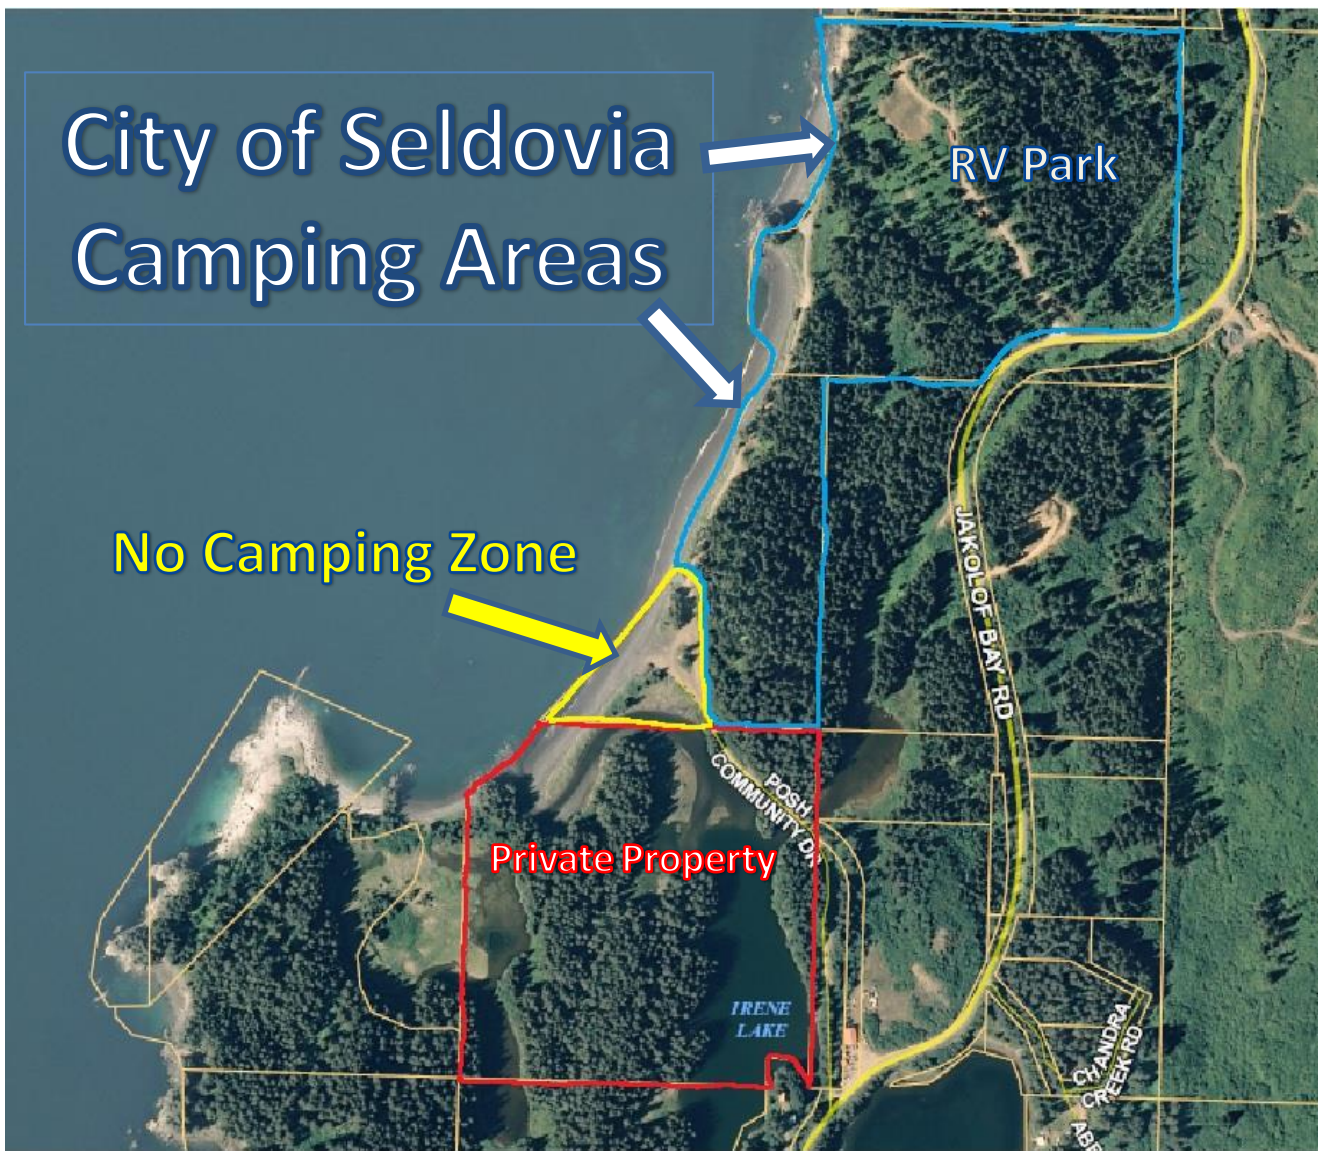 City of Seldovia
Camping Areas
RV Park
No Camping Zone
JAKOLOF BAY RD
POSH
COMMUNITY DR
Private Property
IRENE
LAKE
CHANDRA
CREEK RD